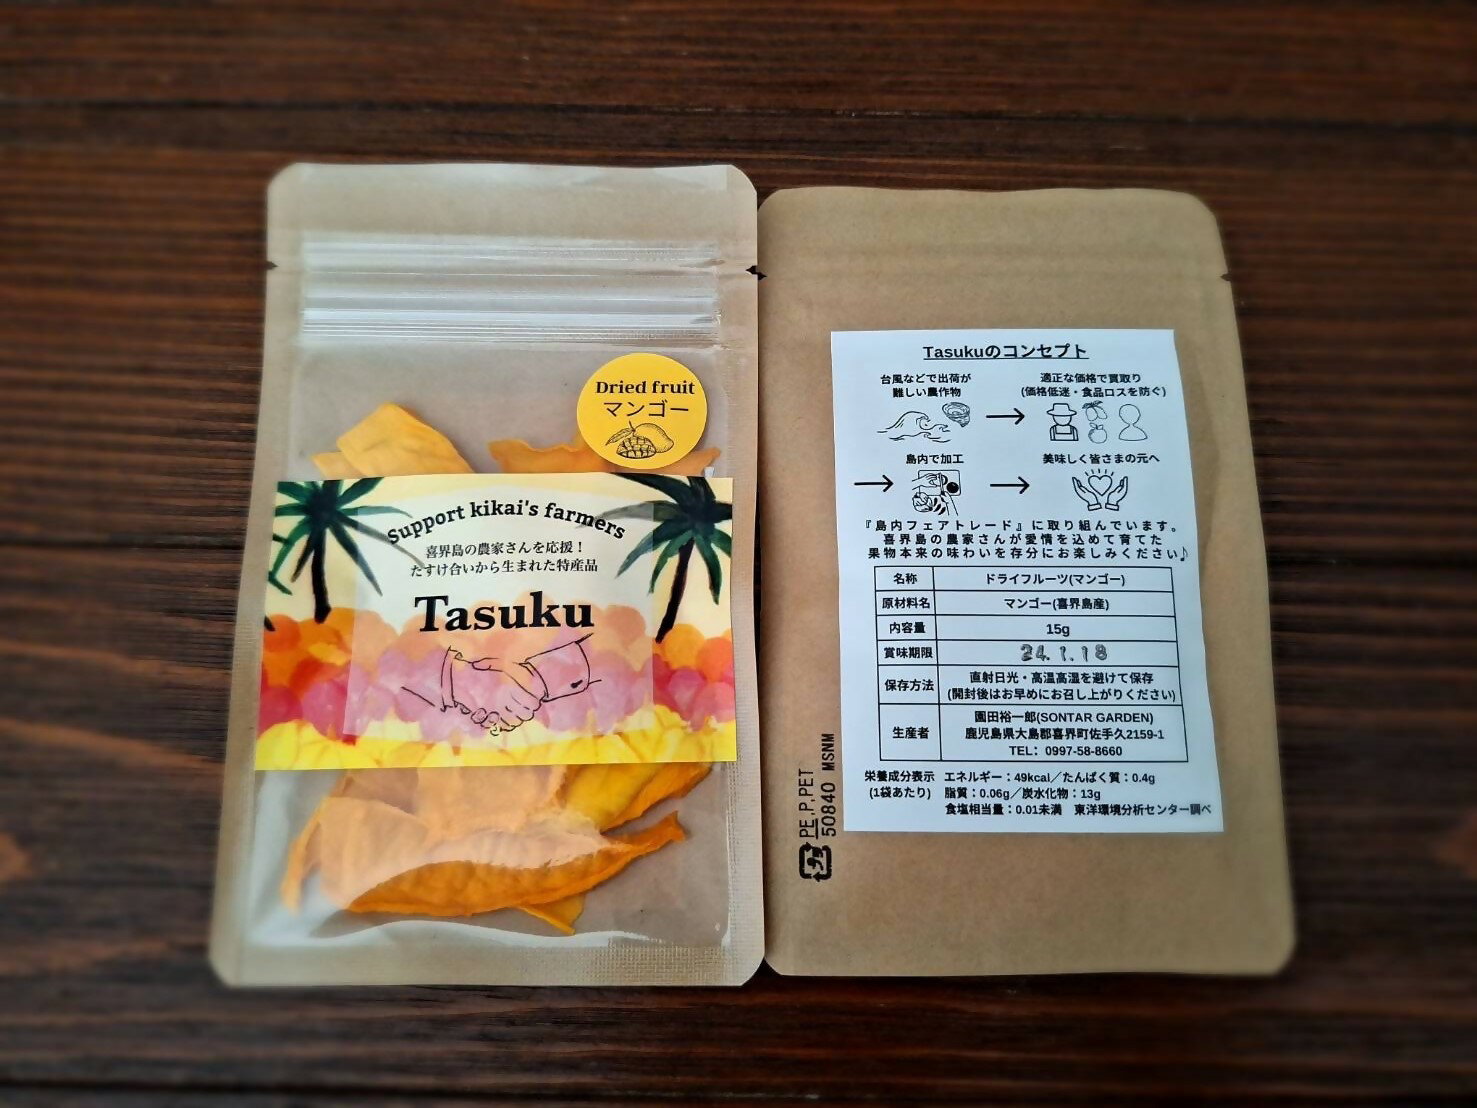 Dried fruit
マンゴー
Support kikai's farmers
喜界島の農家さんを応援！
たすけ合いから生まれた特産品
Tasuku
Tasukuのコンセプト
台風などで出荷が
難しい農作物
適正な価格で買取り
(価格低迷・食品ロスを防ぐ)
島内で加工
美味しく皆さまの元へ
『島内フェアトレード』に取り組んでいます。
喜界島の農家さんが愛情を込めて育てた
果物本来の味わいを存分にお楽しみください♪
名称 ドライフルーツ(マンゴー)
原材料名 マンゴー(喜界島産)
内容量 15g
賞味期限 24.1.18
保存方法 直射日光・高温高湿を避けて保存
(開封後はお早めにお召し上がりください)
生産者 園田裕一郎(SONTAR GARDEN)
鹿児島県大島郡喜界町佐手久2159-1
TEL：0997-58-8660
栄養成分表示 エネルギー：49kcal／たんぱく質：0.4g
(1袋あたり) 脂質：0.06g／炭水化物：13g
食塩相当量：0.01未満 東洋環境分析センター調べ
プラ
PE,P,PET
50840 MSNM